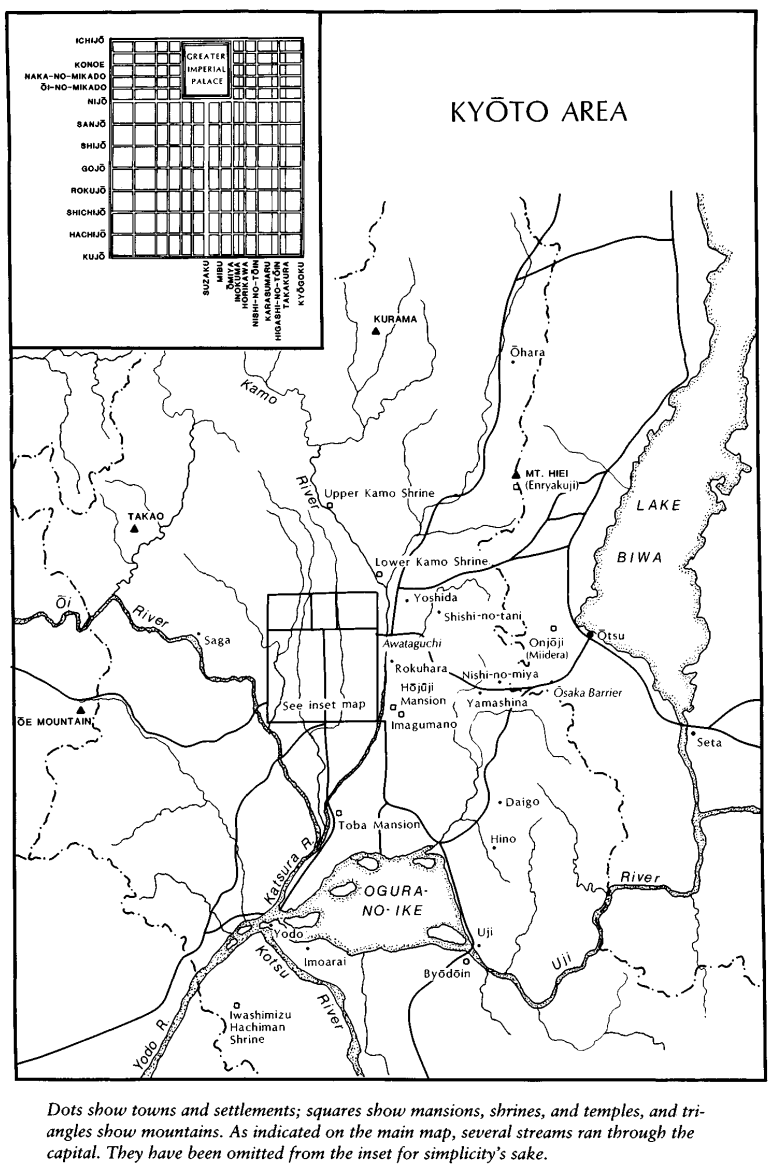 KYŌTO AREA
ICHIJŌ
KONOE
NAKA-NO-MIKADO
ŌI-NO-MIKADO
NIJŌ
SANJŌ
SHIJŌ
GOJŌ
ROKUJŌ
SHICHIJŌ
HACHIJŌ
KUJŌ
GREATER
IMPERIAL
PALACE
SUZAKU
MIBU
ŌMIYA
INOKUMA
HORIKAWA
NISHI-NO-TŌIN
KARASUMARU
HIGASHI-NO-TŌIN
TAKAKURA
KYŌGOKU
KURAMA
Ōhara
Kamo
River
MT. HIEI
(Enryakuji)
Upper Kamo Shrine
LAKE
BIWA
TAKAO
Lower Kamo Shrine
Ōi
River
Yoshida
Shishi-no-tani
Saga
Awataguchi
Onjōji
(Miidera)
Ōtsu
Rokuhara
Nishi-no-miya
Hōjūji
Mansion
Ōsaka Barrier
See inset map
Yamashina
ŌE MOUNTAIN
Imagumano
Seta
Daigo
Toba Mansion
Hino
Katsura R.
OGURA-
NO-IKE
River
Yodo
Uji
Kotsu
River
Imoarai
Byōdōin
Uji
Iwashimizu
Hachiman
Shrine
Yodo R.
Dots show towns and settlements; squares show mansions, shrines, and temples, and tri-
angles show mountains. As indicated on the main map, several streams ran through the
capital. They have been omitted from the inset for simplicity's sake.